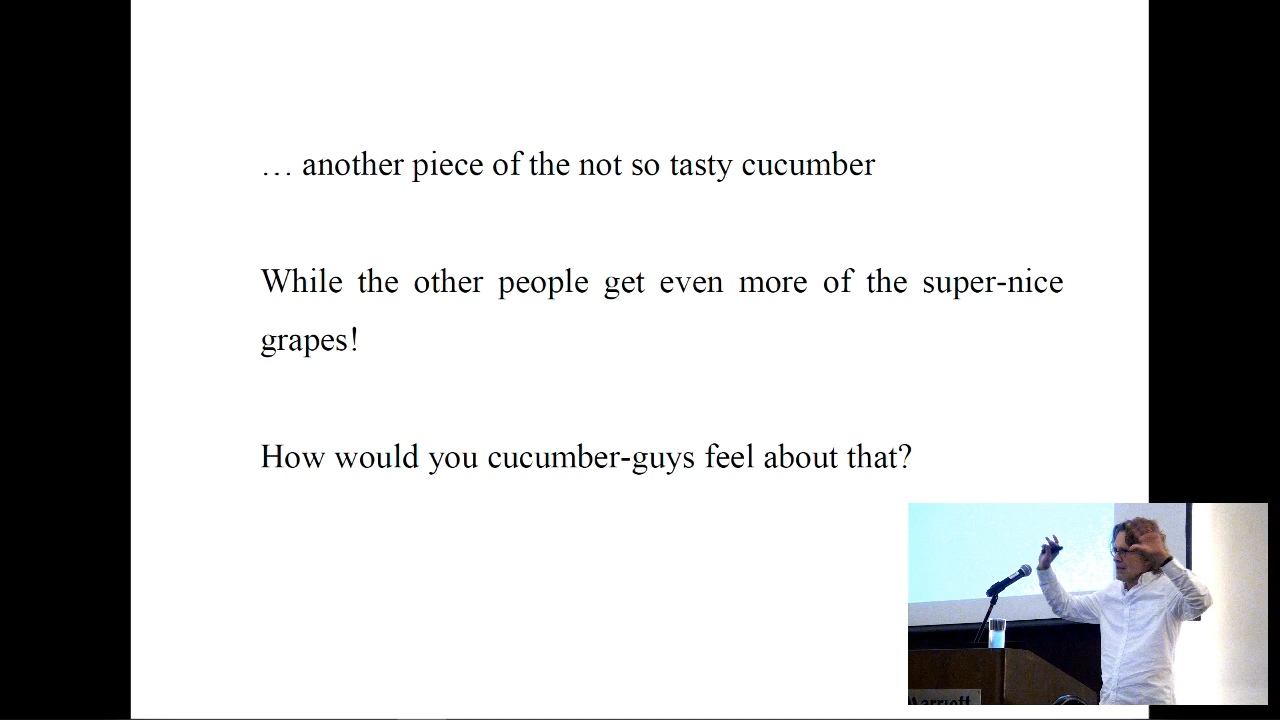 … another piece of the not so tasty cucumber
While the other people get even more of the super-nice
grapes!
How would you cucumber-guys feel about that?
Marriott